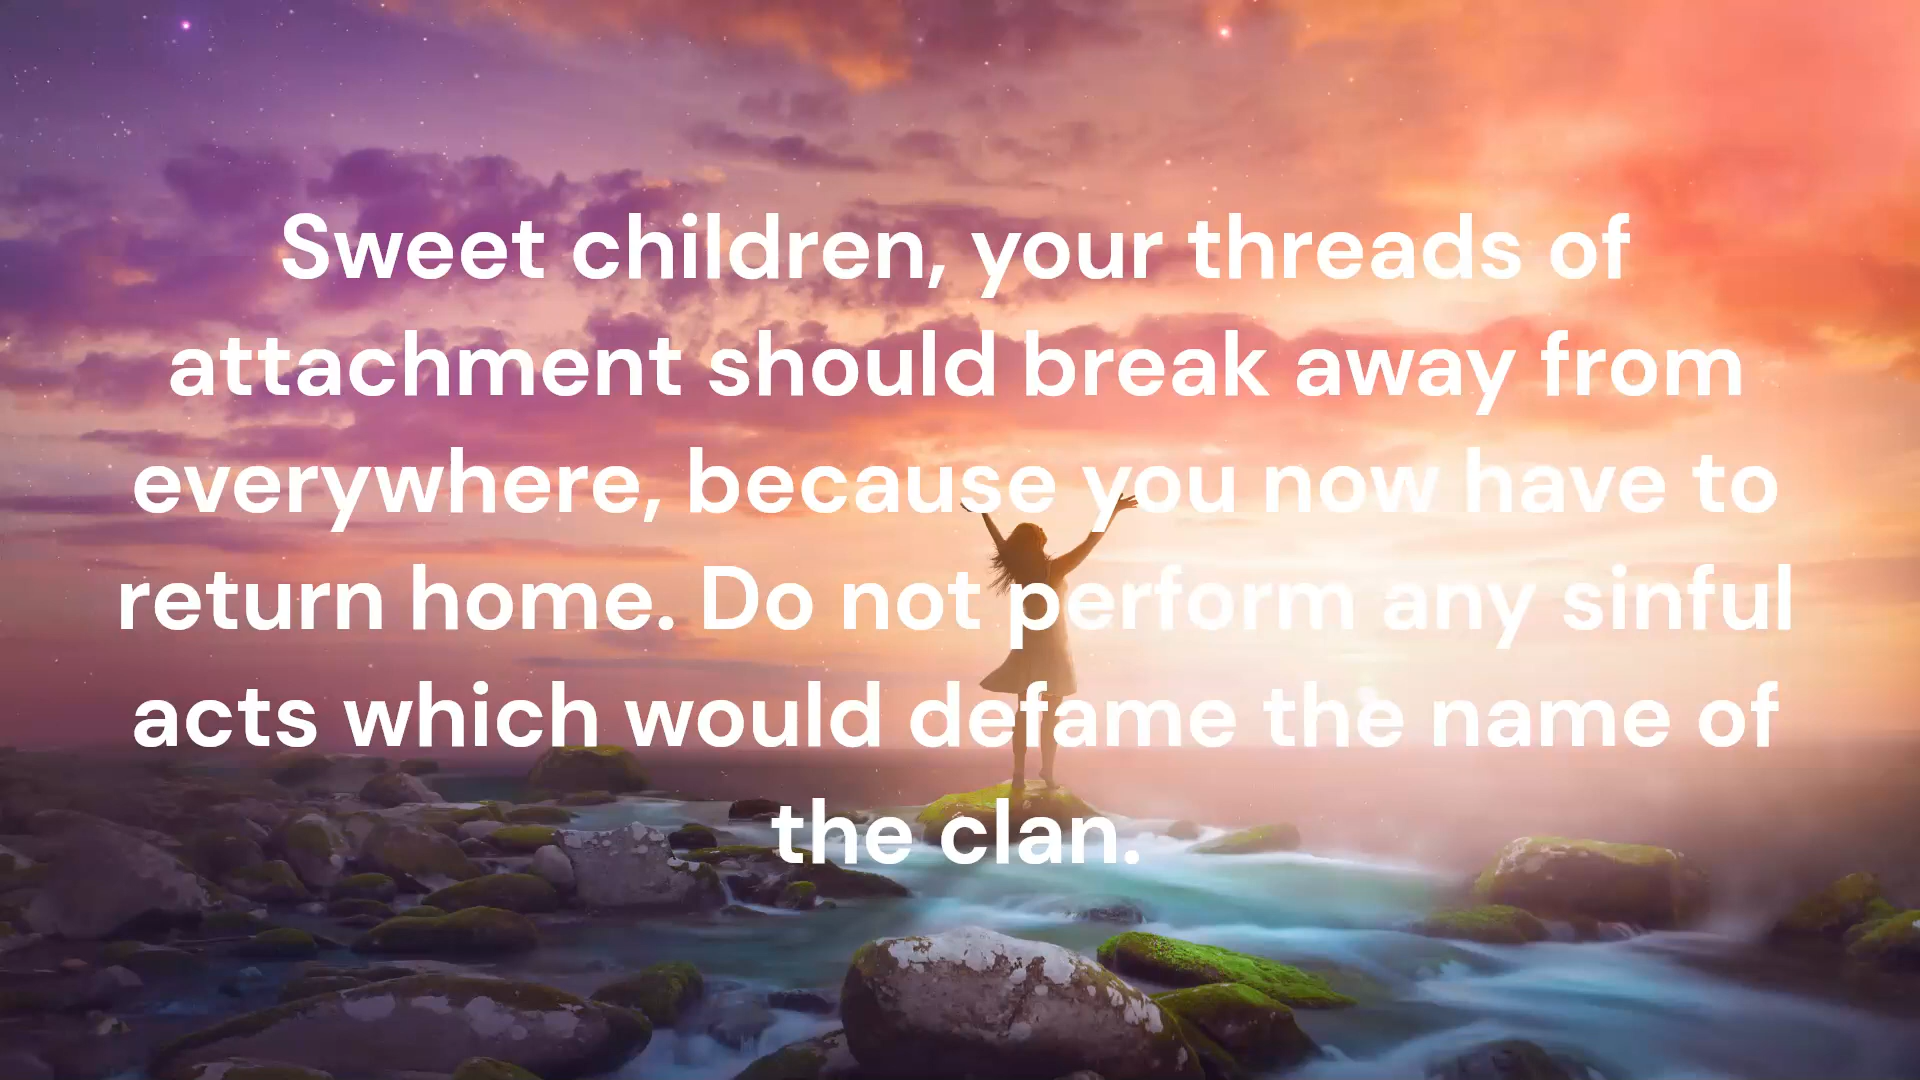 Sweet children, your threads of
attachment should break away from
everywhere, because you now have to
return home. Do not perform any sinful
acts which would defame the name of
the clan.